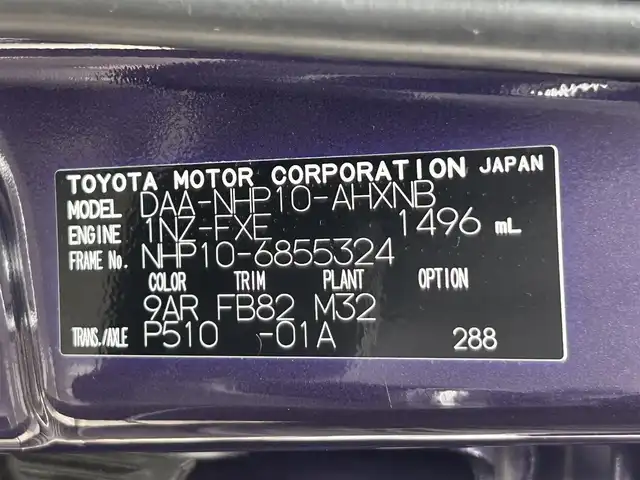 TOYOTA MOTOR CORPORATION JAPAN
MODEL DAA-NHP10-AHXNB
ENGINE 1NZ-FXE 1496 mL
FRAME No. NHP10-6855324
COLOR TRIM PLANT OPTION
9AR FB82 M32
TRANS./AXLE P510 -01A 288